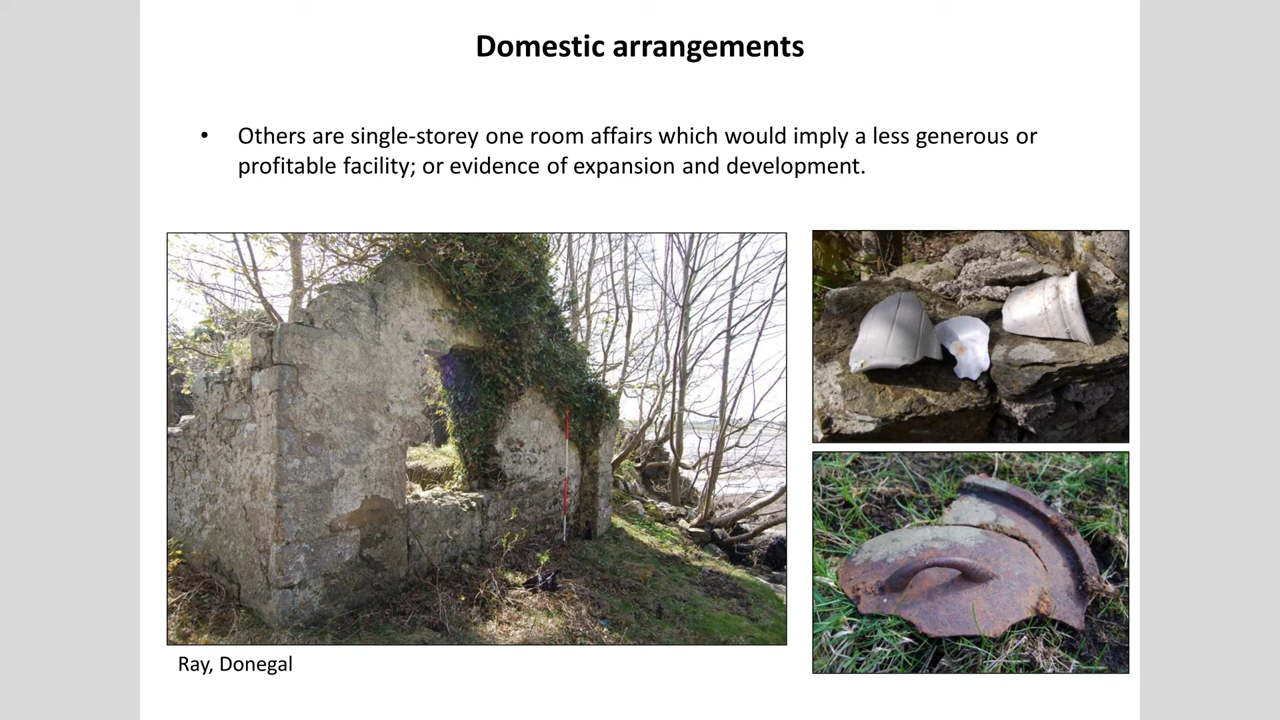 Domestic arrangements
• Others are single-storey one room affairs which would imply a less generous or
profitable facility; or evidence of expansion and development.
Ray, Donegal